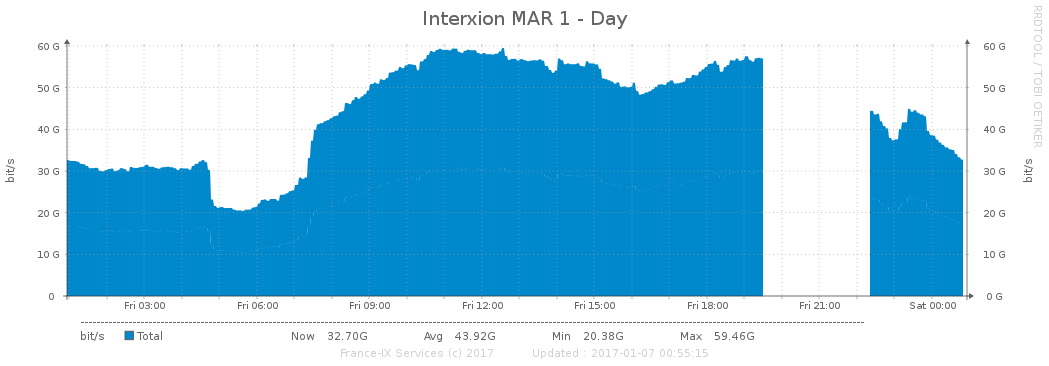 Interxion MAR 1 - Day
RRDTOOL / TOBI OETIKER
bit/s
60 G 60 G
50 G 50 G
40 G 40 G
30 G 30 G
20 G 20 G
10 G 10 G
0 0 G
bit/s
Fri 03:00 Fri 06:00 Fri 09:00 Fri 12:00 Fri 15:00 Fri 18:00 Fri 21:00 Sat 00:00
bit/s Total Now 32.70G Avg 43.92G Min 20.38G Max 59.46G
France-IX Services (c) 2017 Updated : 2017-01-07 00:55:15